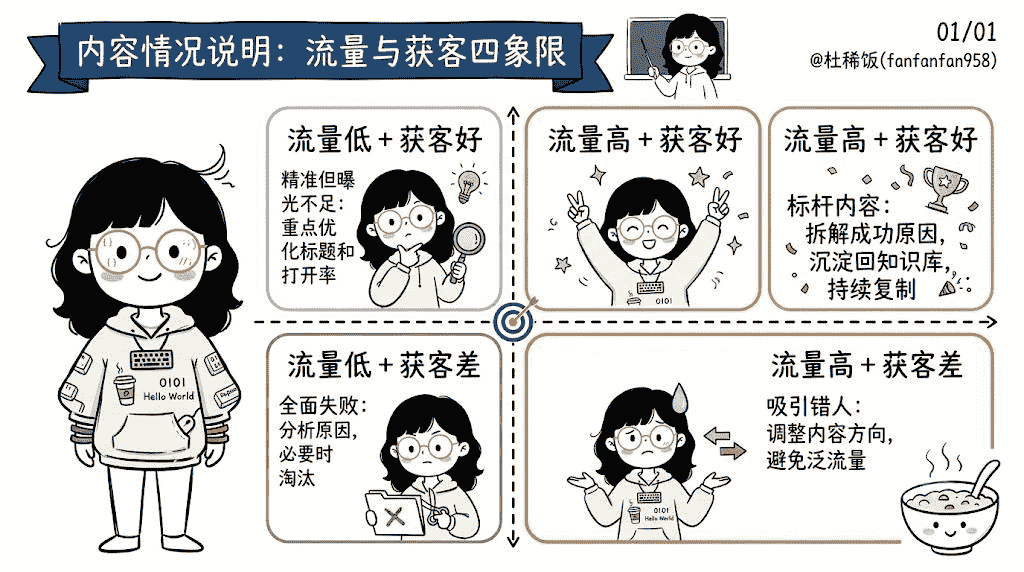 内容情况说明：流量与获客四象限
01/01
@杜稀饭(fanfanfan958)
流量低 + 获客好
精准但曝
光不足：
重点优
化标题和
打开率
流量高 + 获客好
0101
流量高 + 获客好
标杆内容：
拆解成功原因，
沉淀回知识库，
持续复制
0101
Hello World
流量低 + 获客差
全面失败：
分析原因，
必要时
淘汰
流量高 + 获客差
吸引错人：
调整内容方向，
避免泛流量
0101
Hello World